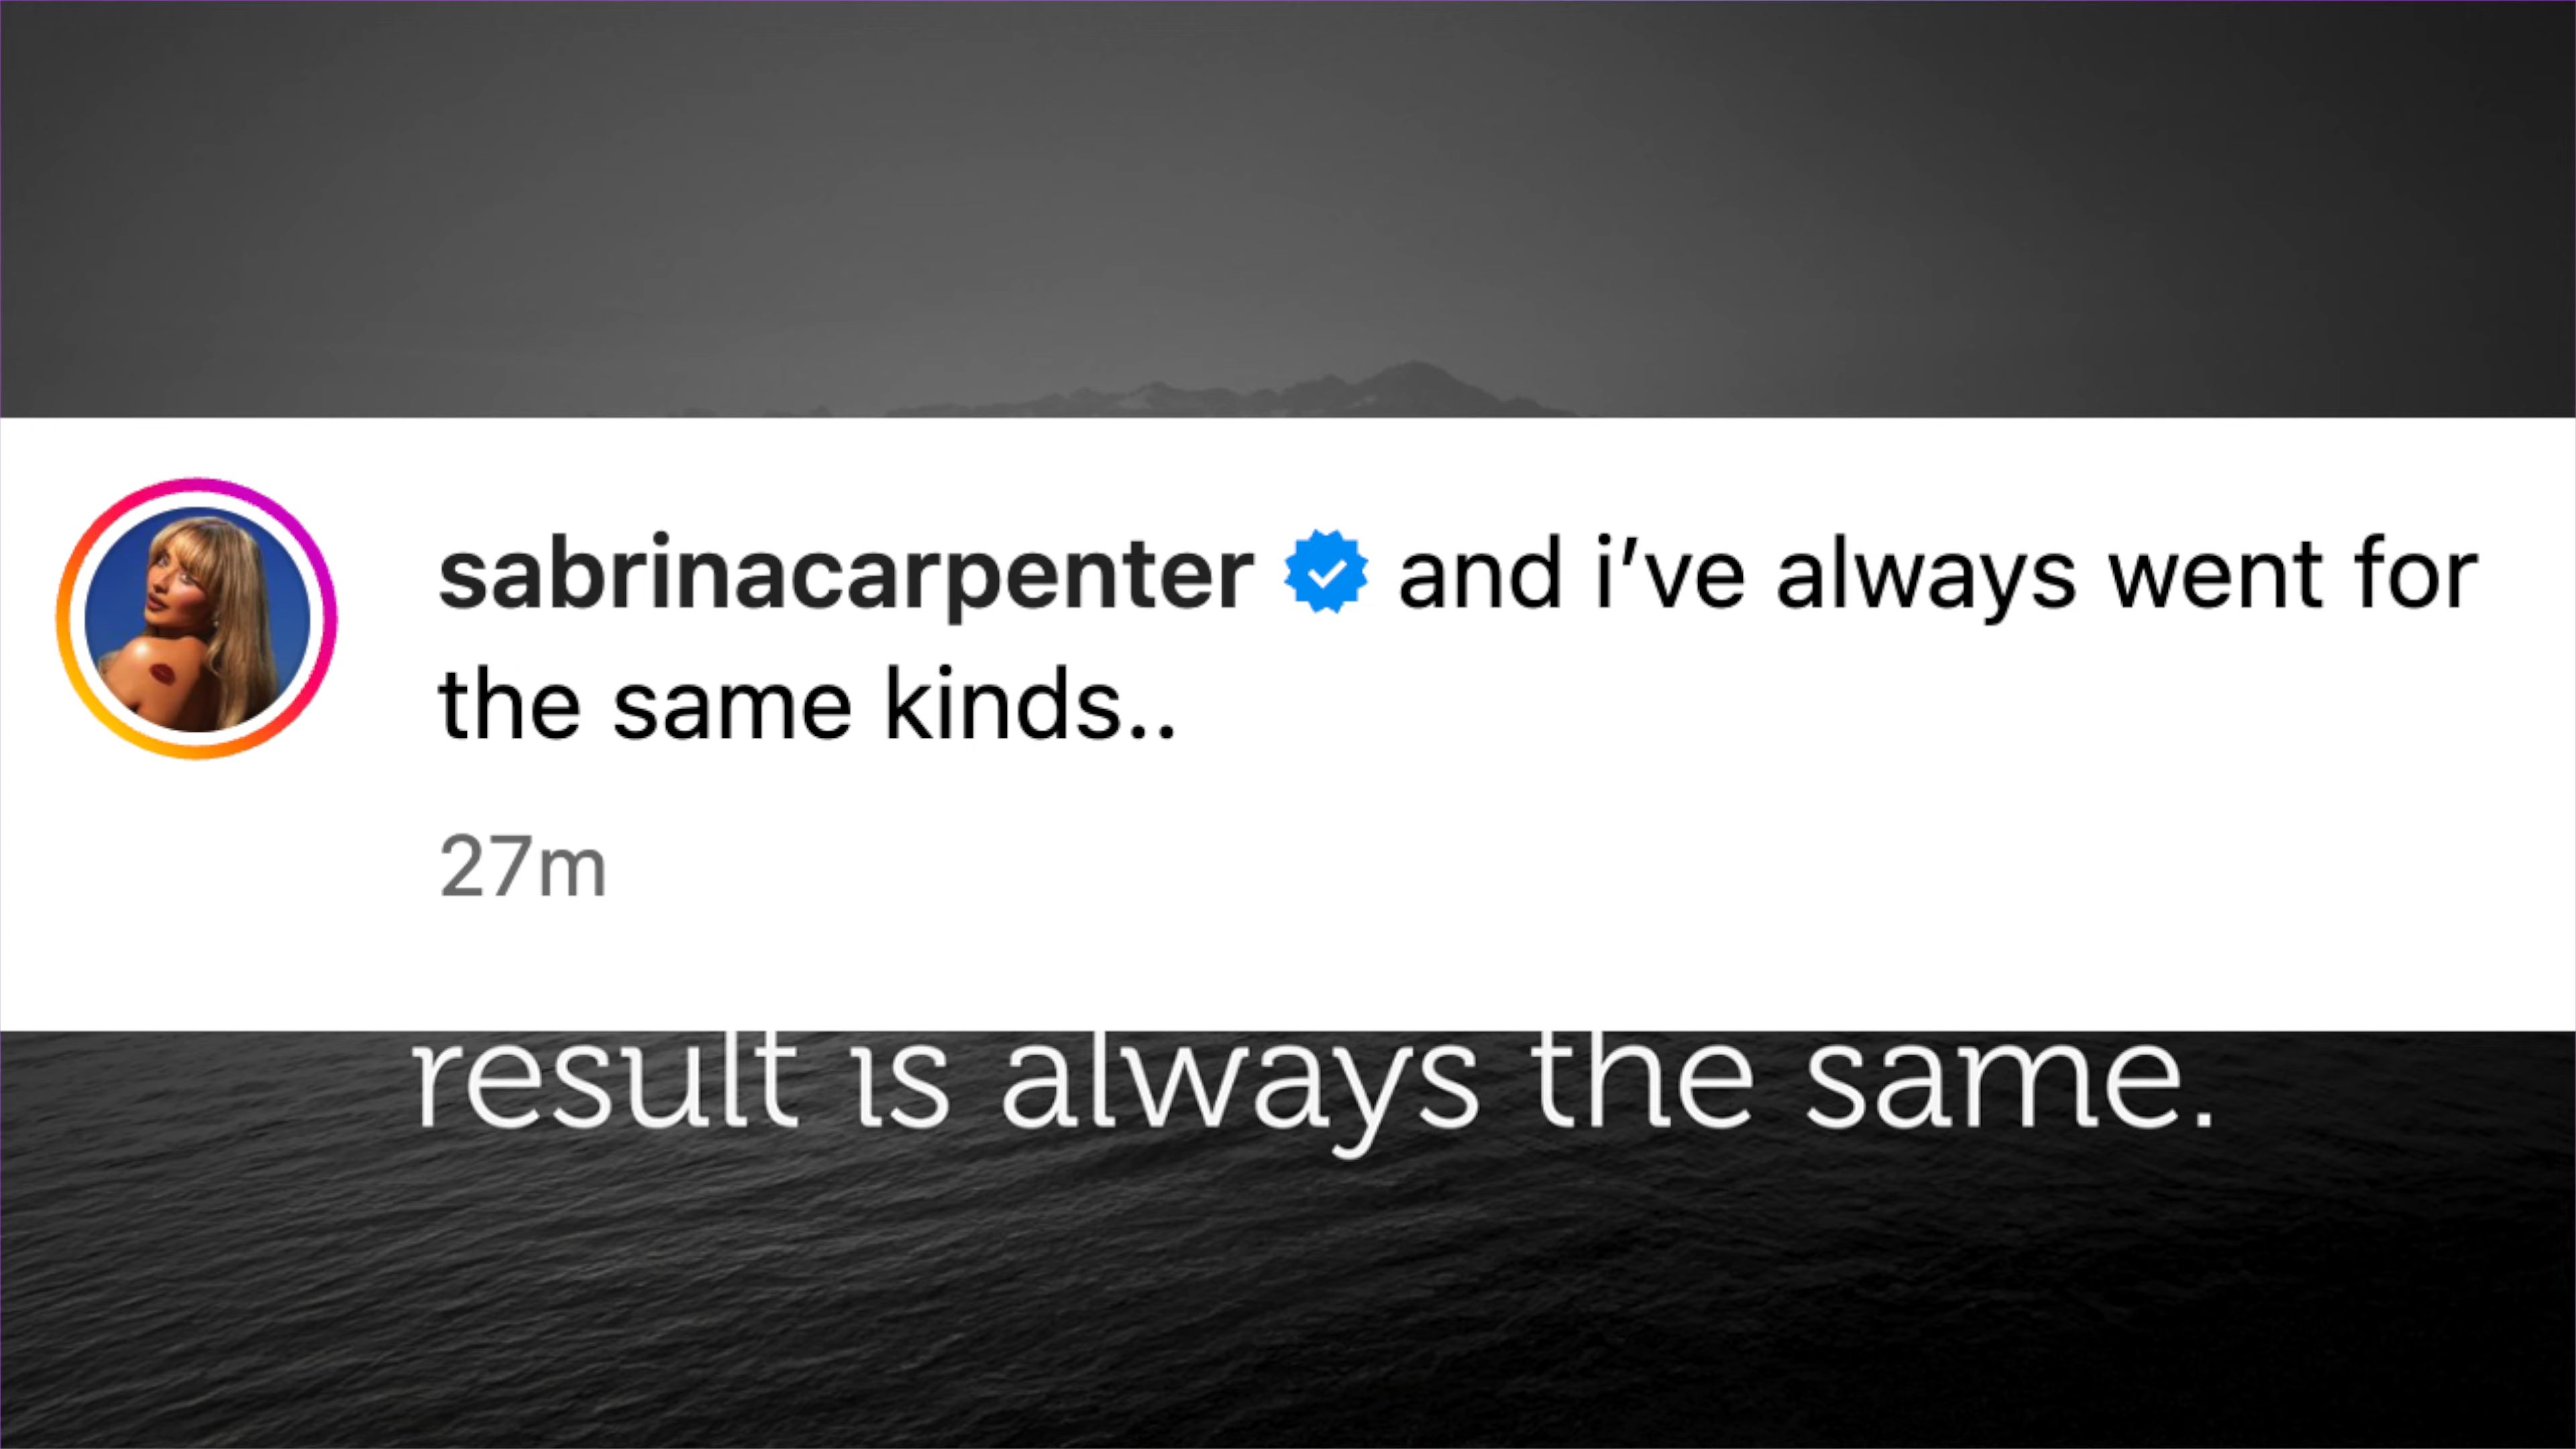 sabrinacarpenter and i've always went for
the same kinds..
27m
result is always the same.